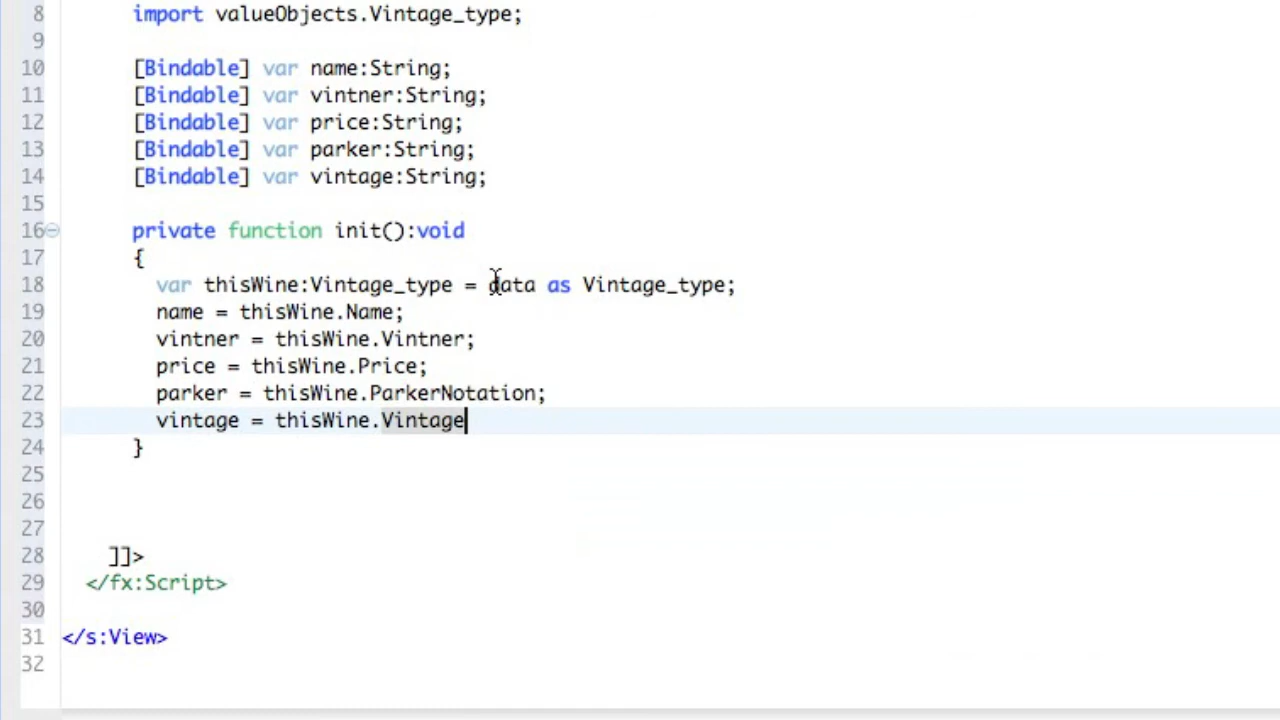 8 import valueObjects.Vintage_type;
9
10 [Bindable] var name:String;
11 [Bindable] var vintner:String;
12 [Bindable] var price:String;
13 [Bindable] var parker:String;
14 [Bindable] var vintage:String;
15
16 private function init():void
17 {
18 var thisWine:Vintage_type = data as Vintage_type;
19 name = thisWine.Name;
20 vintner = thisWine.Vintner;
21 price = thisWine.Price;
22 parker = thisWine.ParkerNotation;
23 vintage = thisWine.Vintage
24 }
25
26
27
28 ]]>
29 </fx:Script>
30
31 </s:View>
32